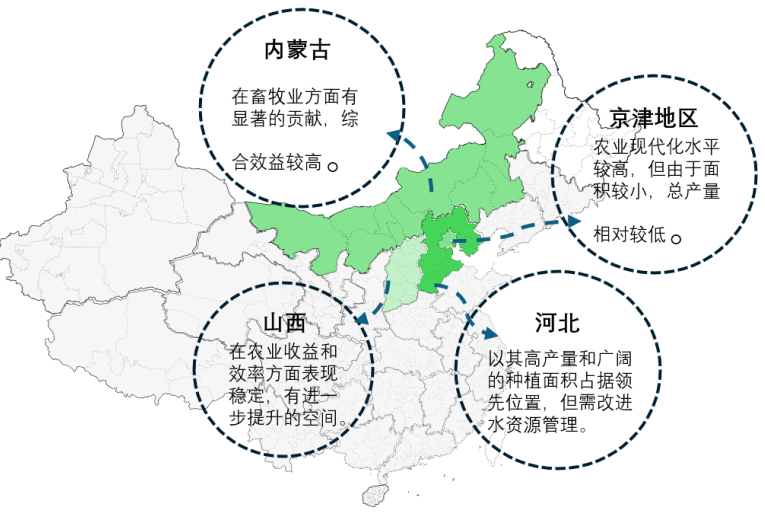 内蒙古
在畜牧业方面有
显著的贡献，综
合效益较高。
京津地区
农业现代化水平
较高，但由于面
积较小，总产量
相对较低。
山西
在农业收益和
效率方面表现
稳定，有进一
步提升的空间。
河北
以其高产量和广阔
的种植面积占据领
先位置，但需改进
水资源管理。